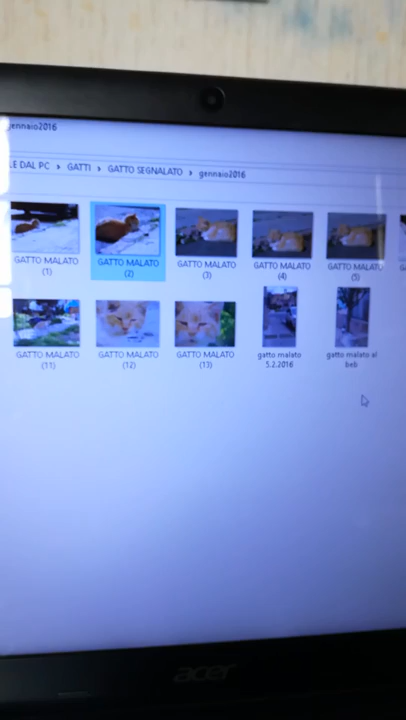 gennaio2016
LE DAL PC > GATTI > GATTO SEGNALATO > gennaio2016
GATTO MALATO
(1)
GATTO MALATO
(2)
GATTO MALATO
(3)
GATTO MALATO
(4)
GATTO MALATO
(5)
GATTO MALATO
(11)
GATTO MALATO
(12)
GATTO MALATO
(13)
gatto malato
5.2.2016
gatto malato al
beb
acer